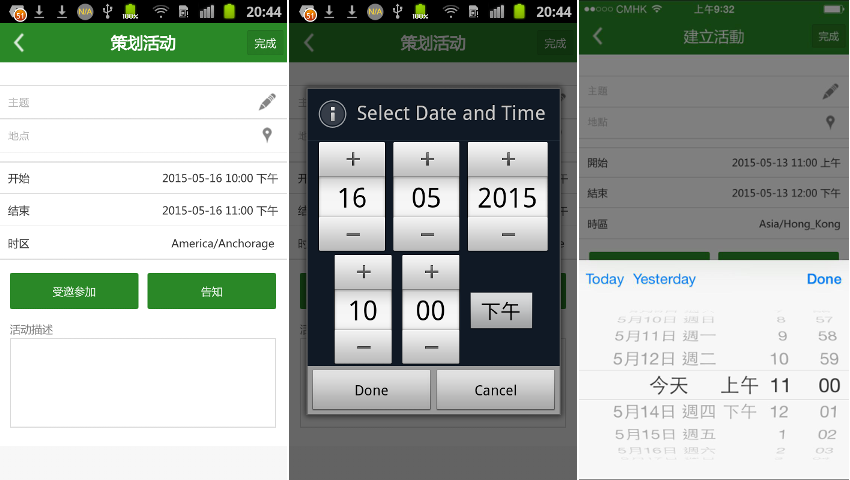 51
N/A
100%
20:44
策划活动
完成
主题
地点
开始
2015-05-16 10:00 下午
结束
2015-05-16 11:00 下午
时区
America/Anchorage
受邀参加
告知
活动描述
51
N/A
100%
20:44
策划活动
完成
Select Date and Time
16 05 2015
10 00 下午
Done Cancel
CMHK 上午9:32
建立活動
完成
主題
地點
開始 2015-05-13 11:00 上午
結束 2015-05-13 12:00 下午
時區 Asia/Hong_Kong
Today Yesterday Done
5月10日 週日 8 57
5月11日 週一 9 58
5月12日 週二 10 59
今天 上午 11 00
5月14日 週四 下午 12 01
5月15日 週五 1 02
5月16日 週六 2 03